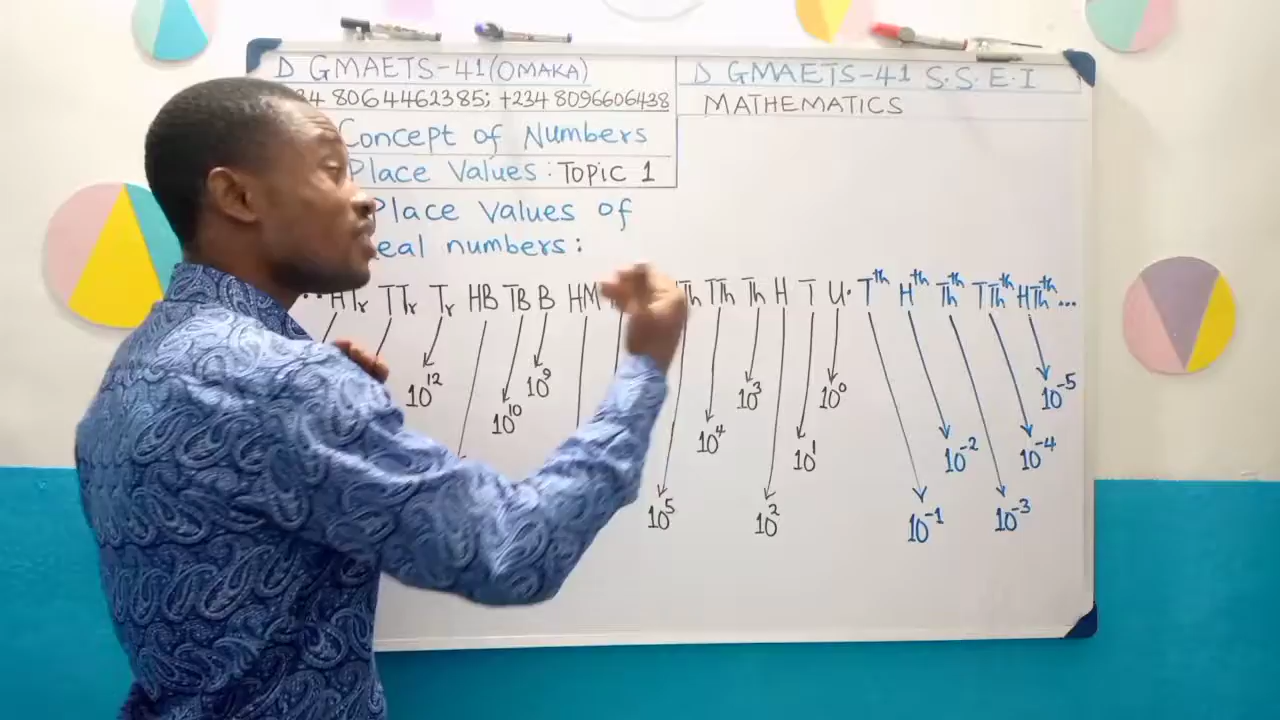 D GMAETS-41 (OMAKA)
34 8064462385; +234 8096606438
Concept of Numbers
Place Values: Topic 1
Place Values of
eal numbers:
D GMAETS-41 S.S.E.I
MATHEMATICS
HTr TTr Tr HB TB B HM Th TTh Th H T U. Tth Hth Thth TThth HThth ...
10^12 10^10 10^9 10^5 10^4 10^3 10^2 10^1 10^0 10^-1 10^-2 10^-3 10^-4 10^-5